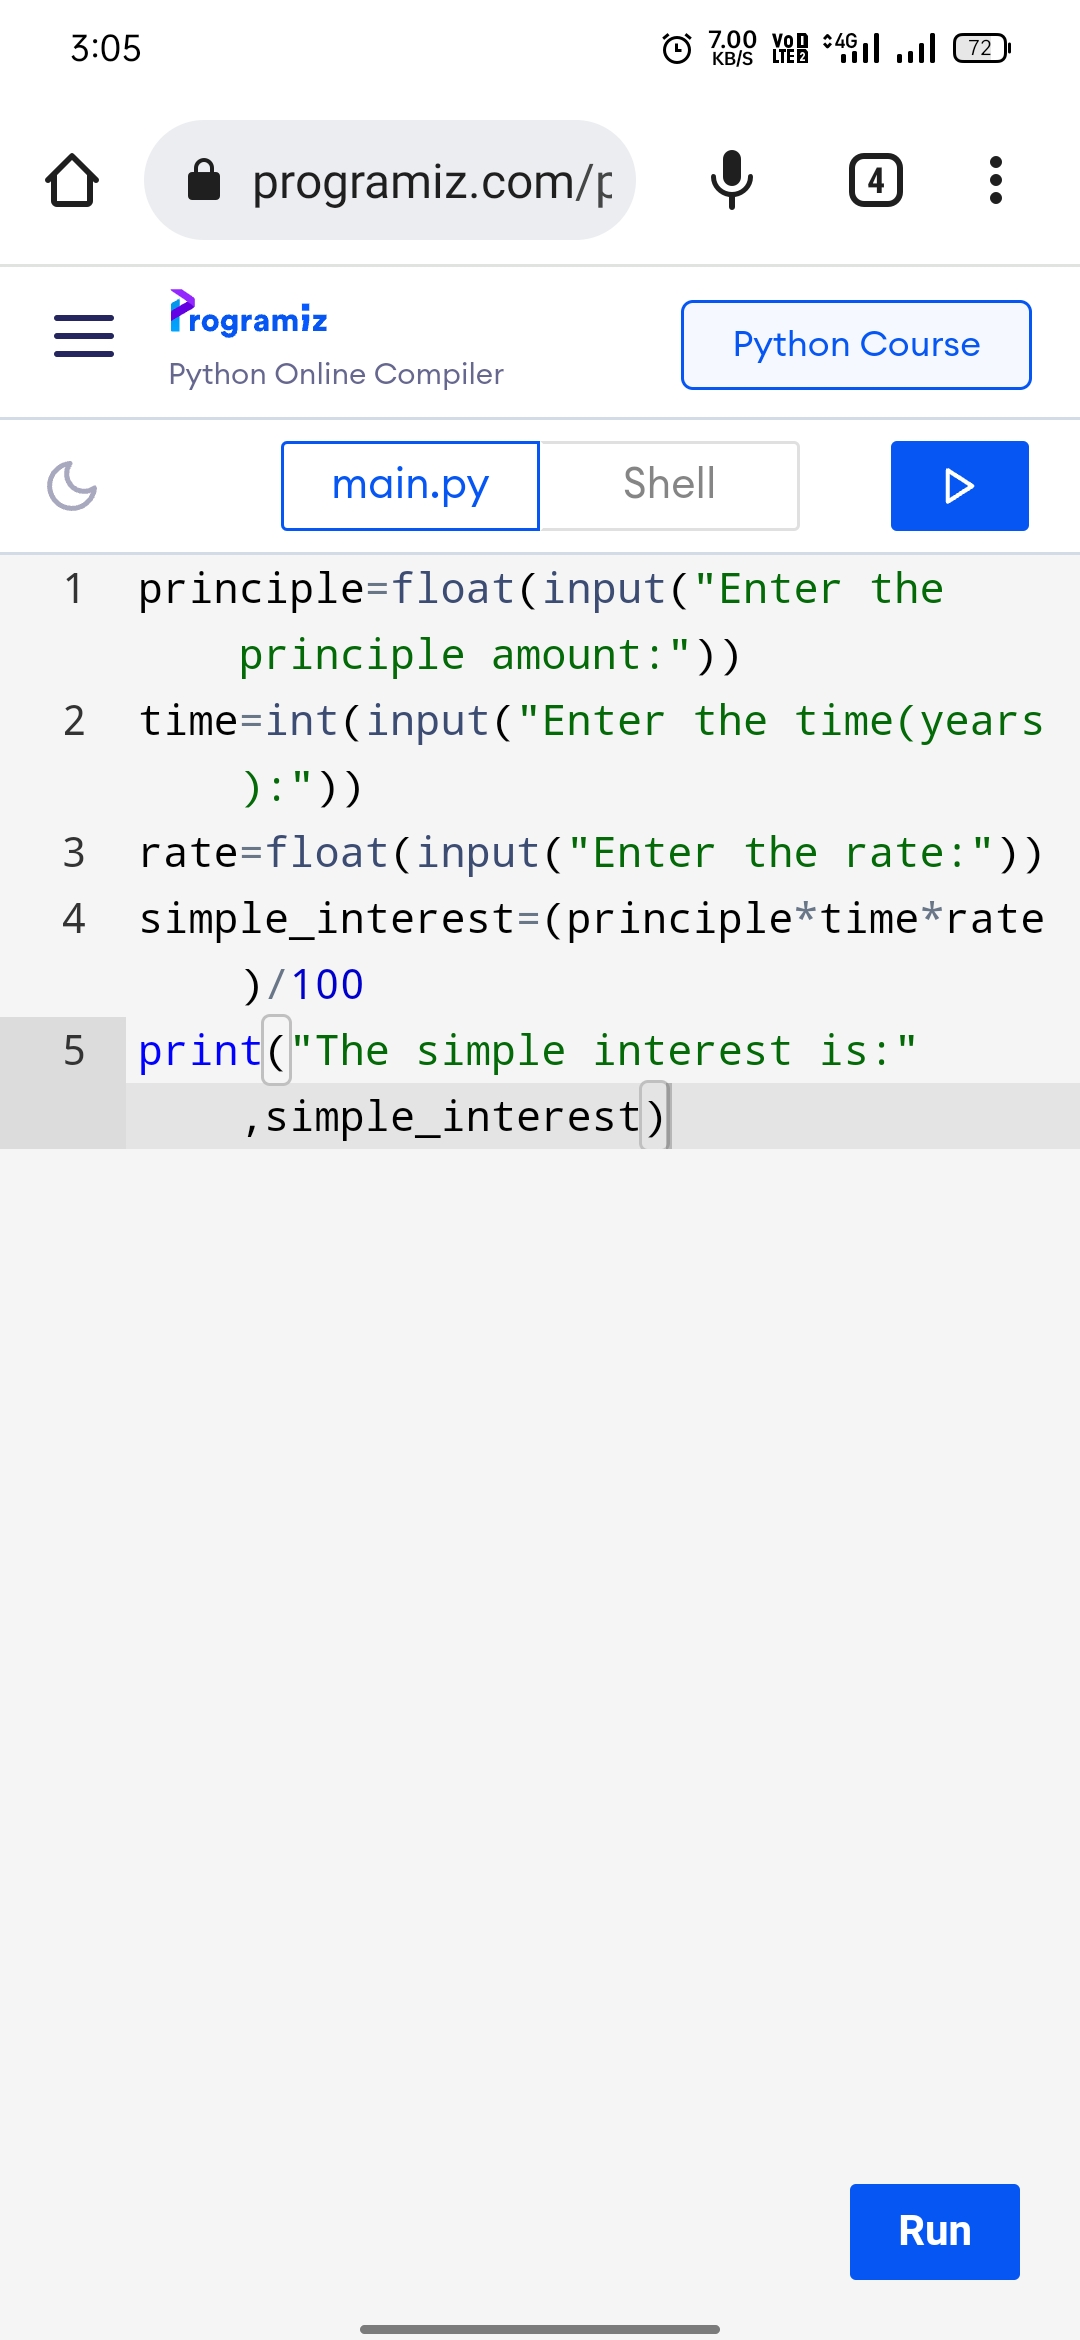 3:05 7.00 KB/S VoLTE 4G 72
programiz.com/p 4
Programiz
Python Online Compiler Python Course
main.py Shell
1 principle=float(input("Enter the
principle amount:"))
2 time=int(input("Enter the time(years
):"))
3 rate=float(input("Enter the rate:"))
4 simple_interest=(principle*time*rate
)/100
5 print("The simple interest is:"
,simple_interest)
Run